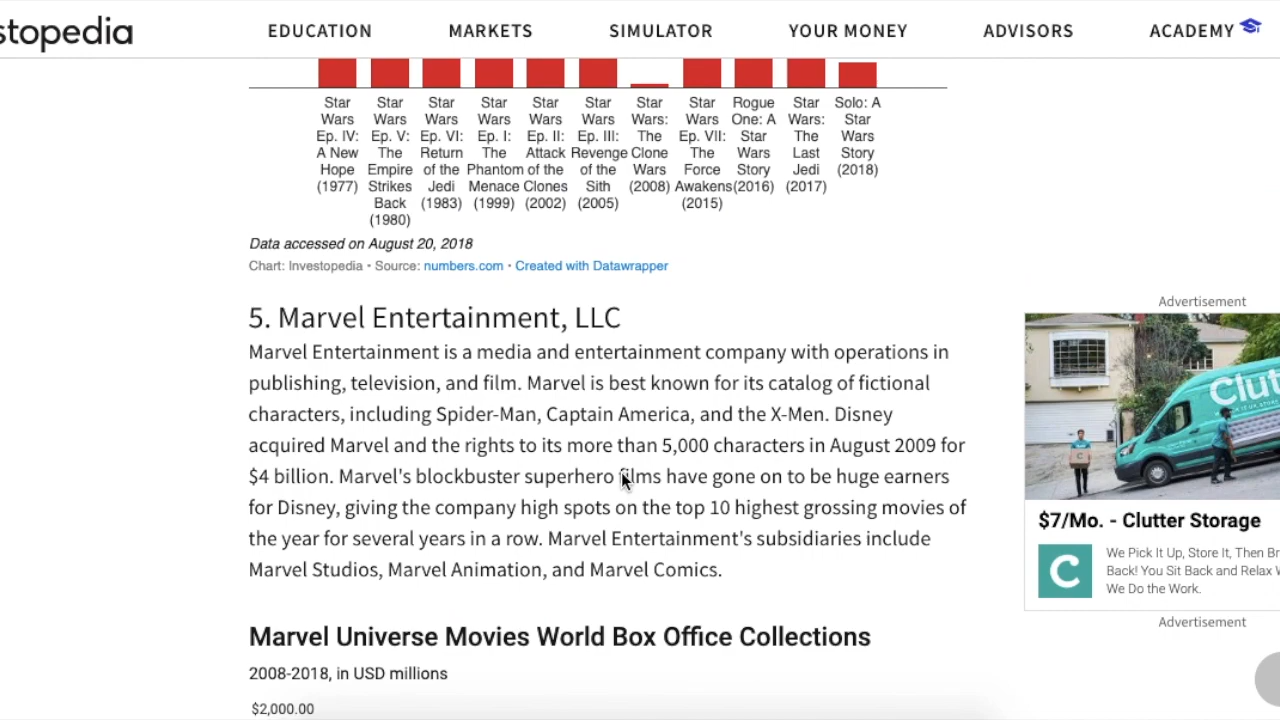 stopedia
EDUCATION MARKETS SIMULATOR YOUR MONEY ADVISORS ACADEMY
Star Wars Ep. IV: A New Hope (1977)
Star Wars Ep. V: The Empire Strikes Back (1980)
Star Wars Ep. VI: Return of the Jedi (1983)
Star Wars Ep. I: The Phantom Menace (1999)
Star Wars Ep. II: Attack of the Clones (2002)
Star Wars Ep. III: Revenge of the Sith (2005)
Star Wars: The Clone Wars (2008)
Star Wars Ep. VII: The Force Awakens (2015)
Rogue One: A Star Wars Story (2016)
Star Wars: The Last Jedi (2017)
Solo: A Star Wars Story (2018)
Data accessed on August 20, 2018
Chart: Investopedia • Source: numbers.com • Created with Datawrapper
5. Marvel Entertainment, LLC
Marvel Entertainment is a media and entertainment company with operations in
publishing, television, and film. Marvel is best known for its catalog of fictional
characters, including Spider-Man, Captain America, and the X-Men. Disney
acquired Marvel and the rights to its more than 5,000 characters in August 2009 for
$4 billion. Marvel's blockbuster superhero films have gone on to be huge earners
for Disney, giving the company high spots on the top 10 highest grossing movies of
the year for several years in a row. Marvel Entertainment's subsidiaries include
Marvel Studios, Marvel Animation, and Marvel Comics.
Marvel Universe Movies World Box Office Collections
2008-2018, in USD millions
$2,000.00
Advertisement
Clut
$7/Mo. - Clutter Storage
C
We Pick It Up, Store It, Then Br
Back! You Sit Back and Relax W
We Do the Work.
Advertisement